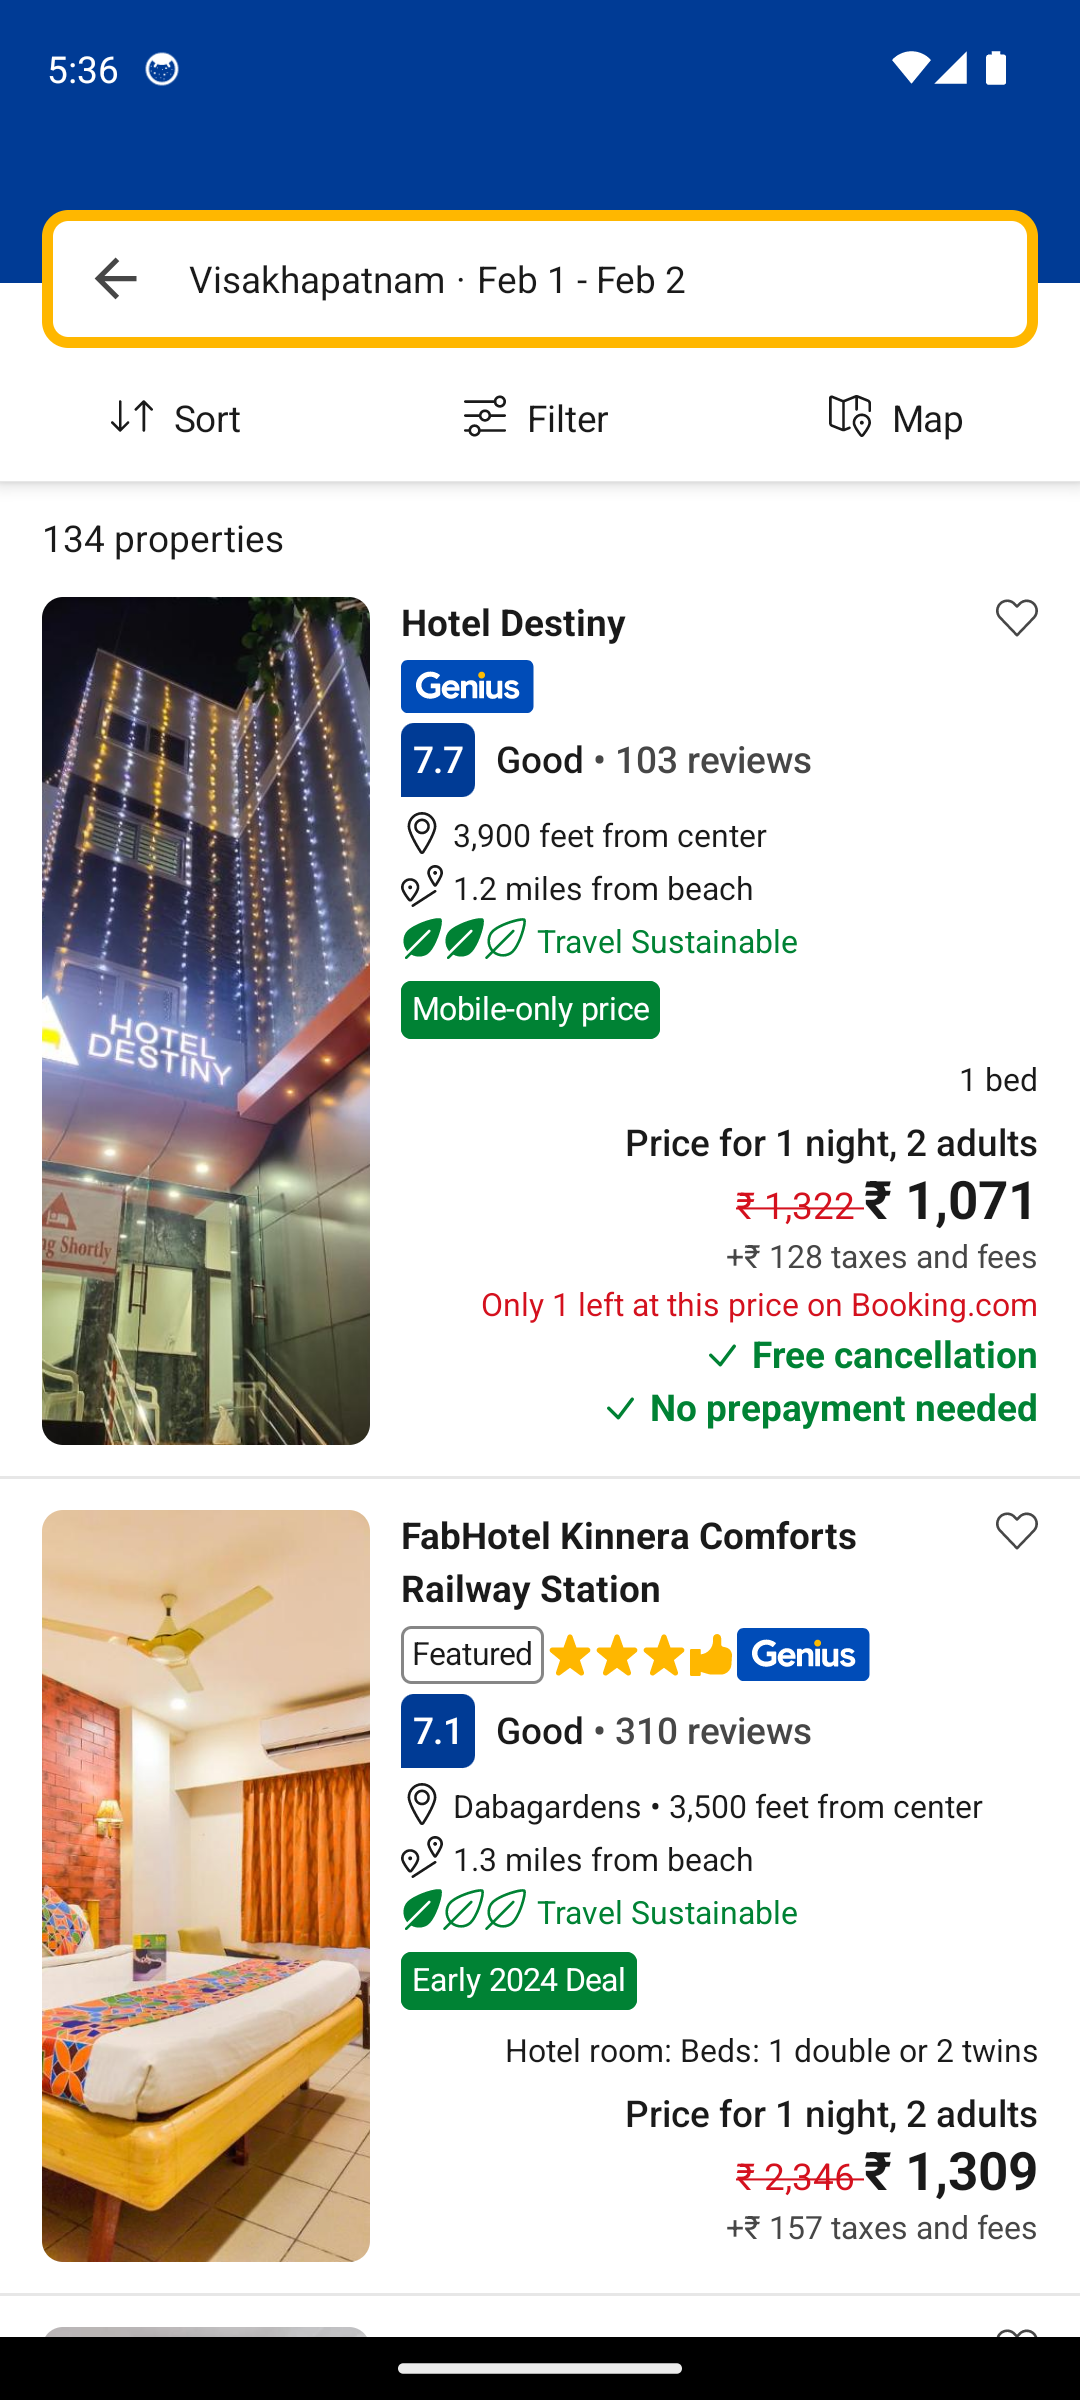 5:36
Visakhapatnam · Feb 1 - Feb 2
Sort
Filter
Map
134 properties
Hotel Destiny
Genius
7.7 Good • 103 reviews
3,900 feet from center
1.2 miles from beach
Travel Sustainable
Mobile-only price
1 bed
Price for 1 night, 2 adults
₹ 1,322 ₹ 1,071
+₹ 128 taxes and fees
Only 1 left at this price on Booking.com
Free cancellation
No prepayment needed
HOTEL
DESTINY
ng Shortly
FabHotel Kinnera Comforts
Railway Station
Featured Genius
7.1 Good • 310 reviews
Dabagardens • 3,500 feet from center
1.3 miles from beach
Travel Sustainable
Early 2024 Deal
Hotel room: Beds: 1 double or 2 twins
Price for 1 night, 2 adults
₹ 2,346 ₹ 1,309
+₹ 157 taxes and fees